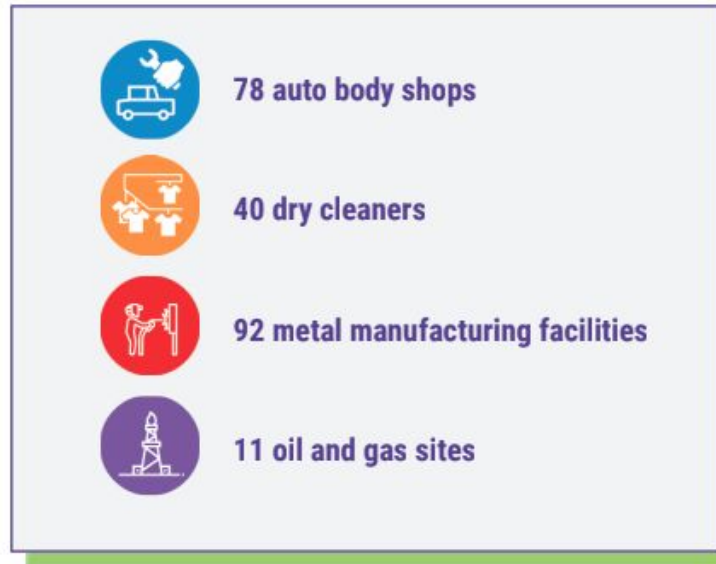 78 auto body shops
40 dry cleaners
92 metal manufacturing facilities
11 oil and gas sites